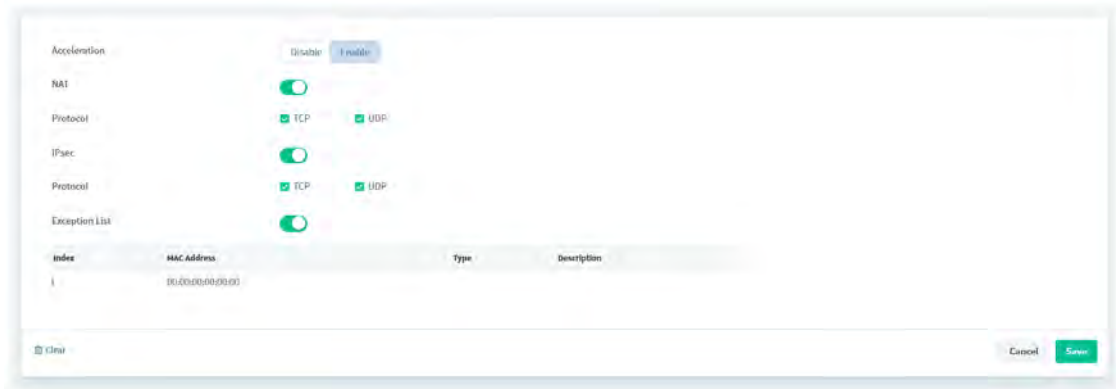 Acceleration Disable Enable
NAT
Protocol TCP UDP
IPsec
Protocol TCP UDP
Exception List
Index MAC Address Type Description
1 00:00:00:00:00:00
Clear Cancel Save